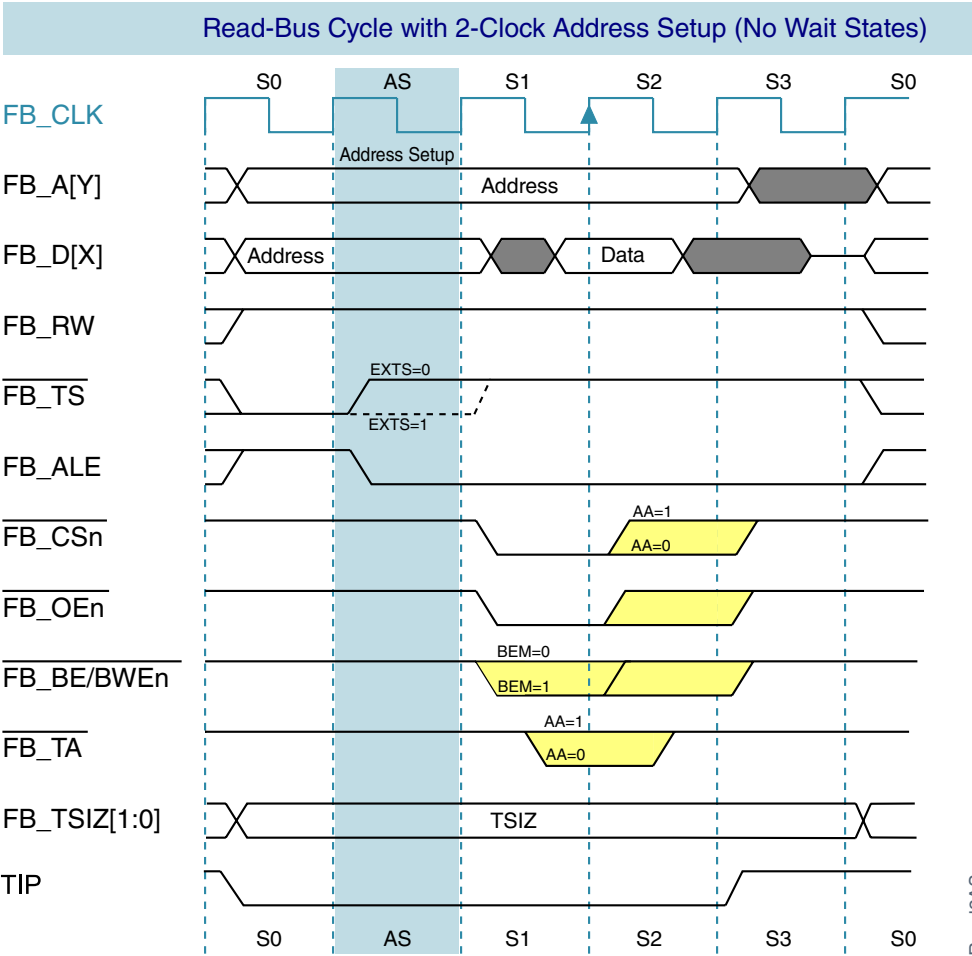 Read-Bus Cycle with 2-Clock Address Setup (No Wait States)
S0 AS S1 S2 S3 S0
FB_CLK
Address Setup
FB_A[Y] Address
FB_D[X] Address Data
FB_RW
FB_TS EXTS=0
EXTS=1
FB_ALE
FB_CSn AA=1
AA=0
FB_OEn
FB_BE/BWEn BEM=0
BEM=1
FB_TA AA=1
AA=0
FB_TSIZ[1:0] TSIZ
TIP
S0 AS S1 S2 S3 S0